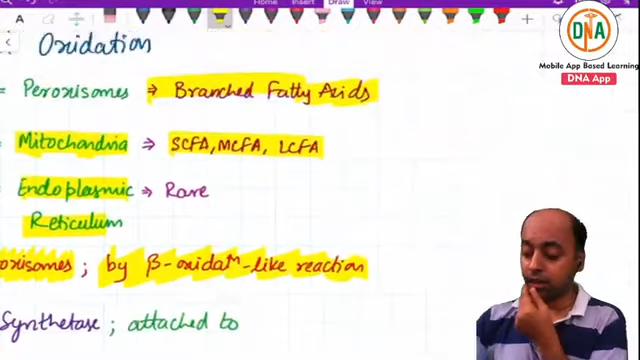 Home Insert Draw View
Oxidation
= Peroxisomes ⇒ Branched Fatty Acids
= Mitochondria ⇒ SCFA, MCFA, LCFA
= Endoplasmic ⇒ Rare
Reticulum
oxisomes ; by β-oxidatⁿ-like reaction
Synthetase ; attached to
DNA
Mobile App Based Learning
DNA App